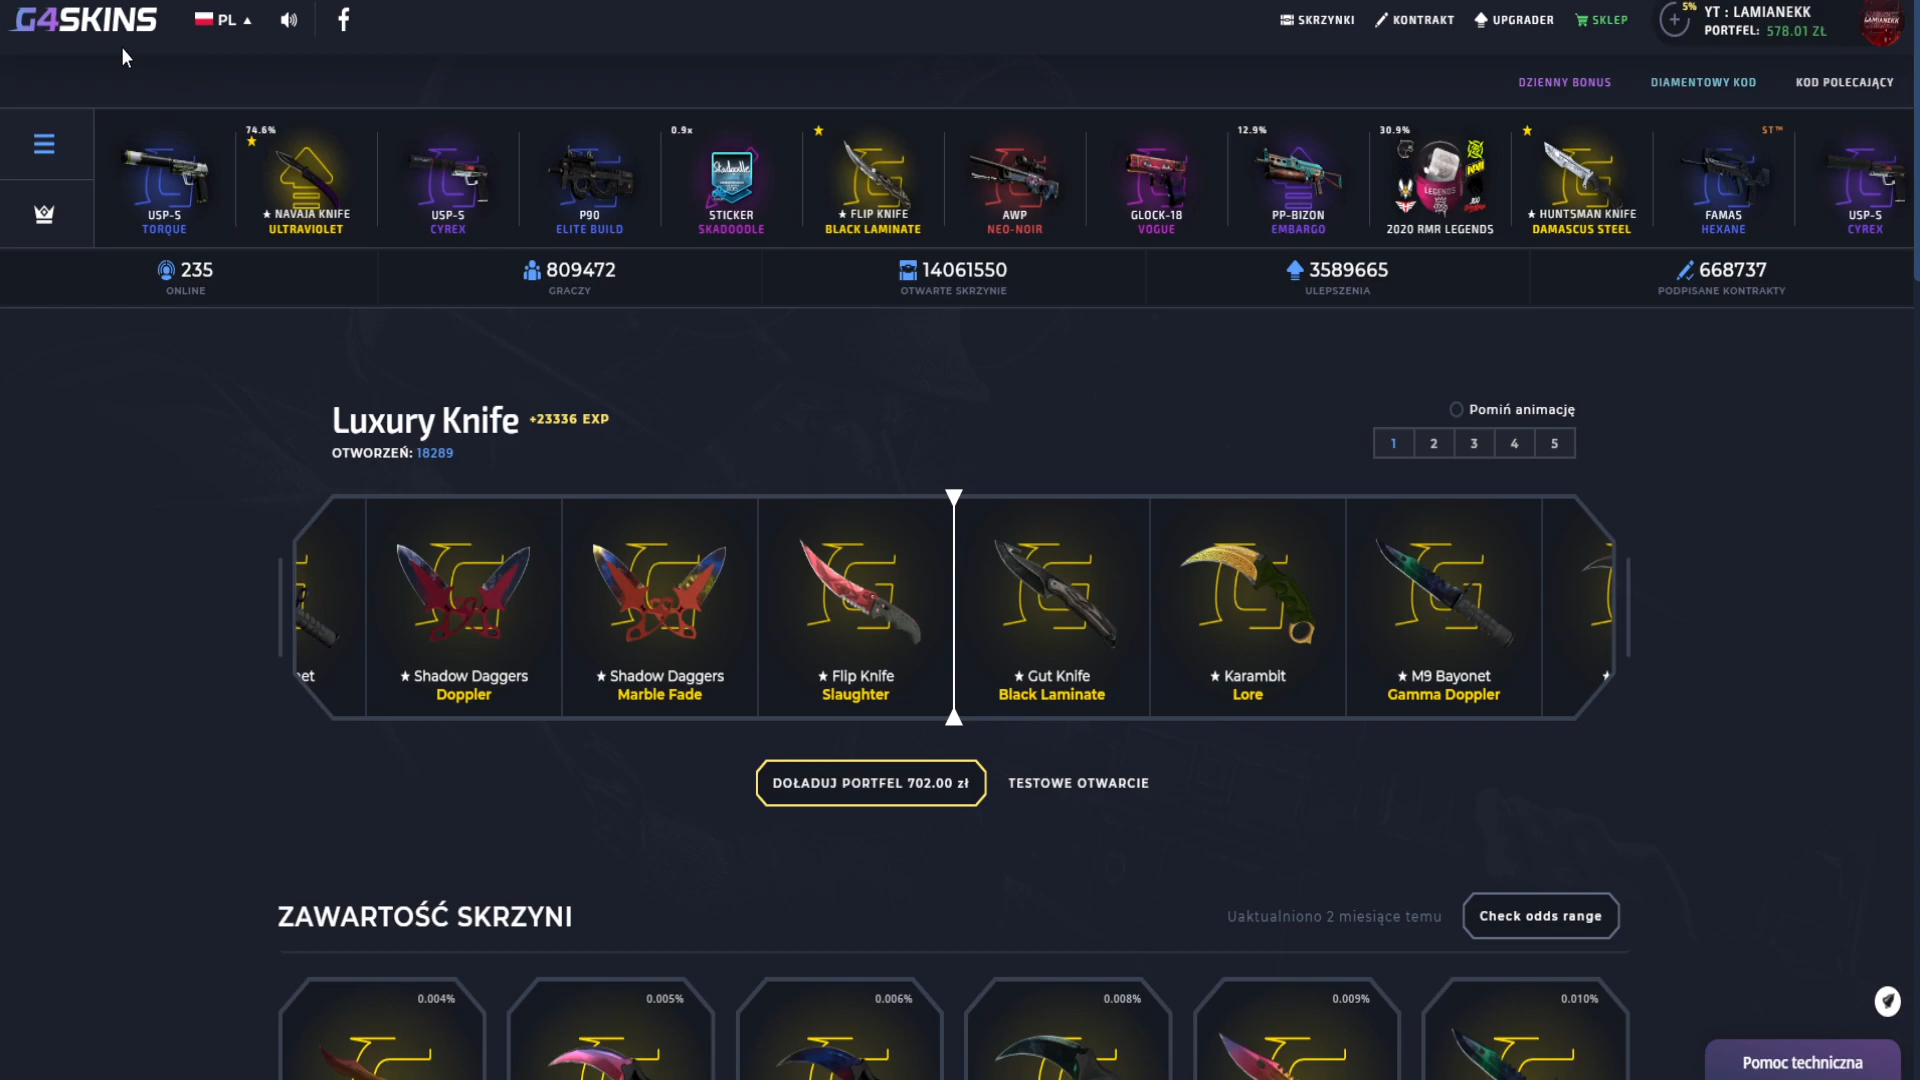 G4SKINS
PL
SKRZYNKI
KONTRAKT
UPGRADER
SKLEP
5%
YT : LAMIANEKK
PORTFEL: 578.01 ZŁ
LAMIANEKK
DZIENNY BONUS
DIAMENTOWY KOD
KOD POLECAJĄCY
USP-S
TORQUE
74.6%
★ NAVAJA KNIFE
ULTRAVIOLET
USP-S
CYREX
P90
ELITE BUILD
0.9x
STICKER
SKADOODLE
★ FLIP KNIFE
BLACK LAMINATE
AWP
NEO-NOIR
GLOCK-18
VOGUE
12.9%
PP-BIZON
EMBARGO
30.9%
LEGENDS
2020 RMR LEGENDS
★ HUNTSMAN KNIFE
DAMASCUS STEEL
ST™
FAMAS
HEXANE
USP-S
CYREX
235
ONLINE
809472
GRACZY
14061550
OTWARTE SKRZYNIE
3589665
ULEPSZENIA
668737
PODPISANE KONTRAKTY
Luxury Knife +23336 EXP
OTWORZEŃ: 18289
Pomiń animację
1 2 3 4 5
net
★ Shadow Daggers
Doppler
★ Shadow Daggers
Marble Fade
★ Flip Knife
Slaughter
★ Gut Knife
Black Laminate
★ Karambit
Lore
★ M9 Bayonet
Gamma Doppler
★
DOŁADUJ PORTFEL 702.00 zł
TESTOWE OTWARCIE
ZAWARTOŚĆ SKRZYNI
Uaktualniono 2 miesiące temu
Check odds range
0.004%
0.005%
0.006%
0.008%
0.009%
0.010%
Pomoc techniczna